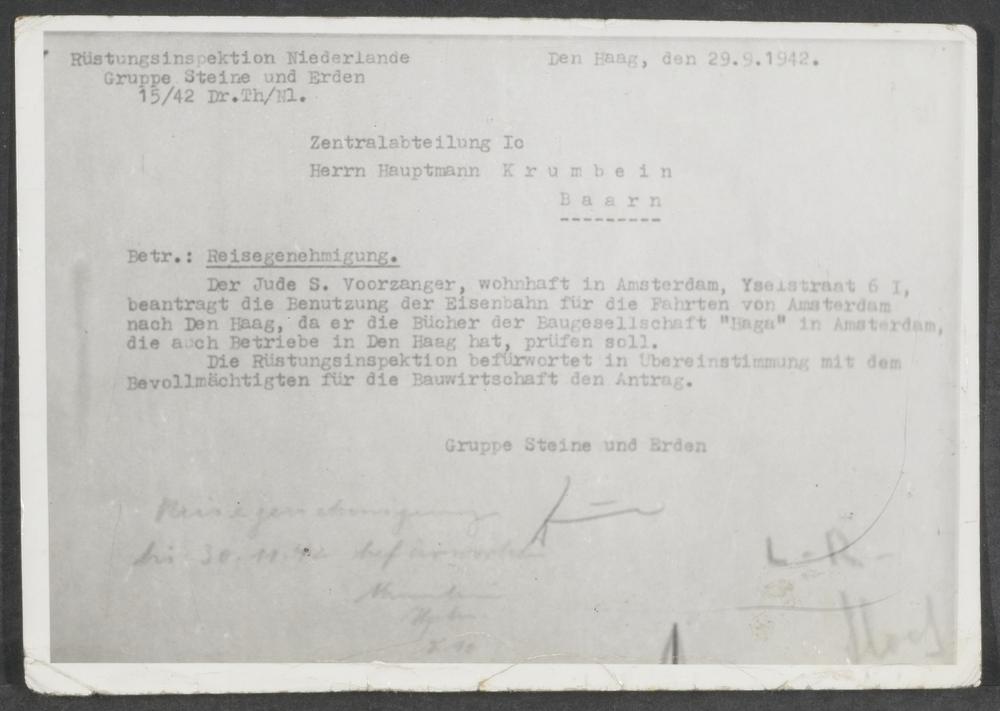 Rüstungsinspektion Niederlande
Den Haag, den 29.9.1942.
Gruppe Steine und Erden
15/42 Dr.Th/Nl.
Zentralabteilung Ic
Herrn Hauptmann K r u m b e i n
B a a r n
Betr.: Reisegenehmigung.
Der Jude S. Voorzanger, wohnhaft in Amsterdam, Yselstraat 6 I,
beantragt die Benutzung der Eisenbahn für die Fahrten von Amsterdam
nach Den Haag, da er die Bücher der Baugesellschaft "Haga" in Amsterdam,
die auch Betriebe in Den Haag hat, prüfen soll.
Die Rüstungsinspektion befürwortet in Übereinstimmung mit dem
Bevollmächtigten für die Bauwirtschaft den Antrag.
Gruppe Steine und Erden
Reisegenehmigung
bis 30.11.42 befürwortet